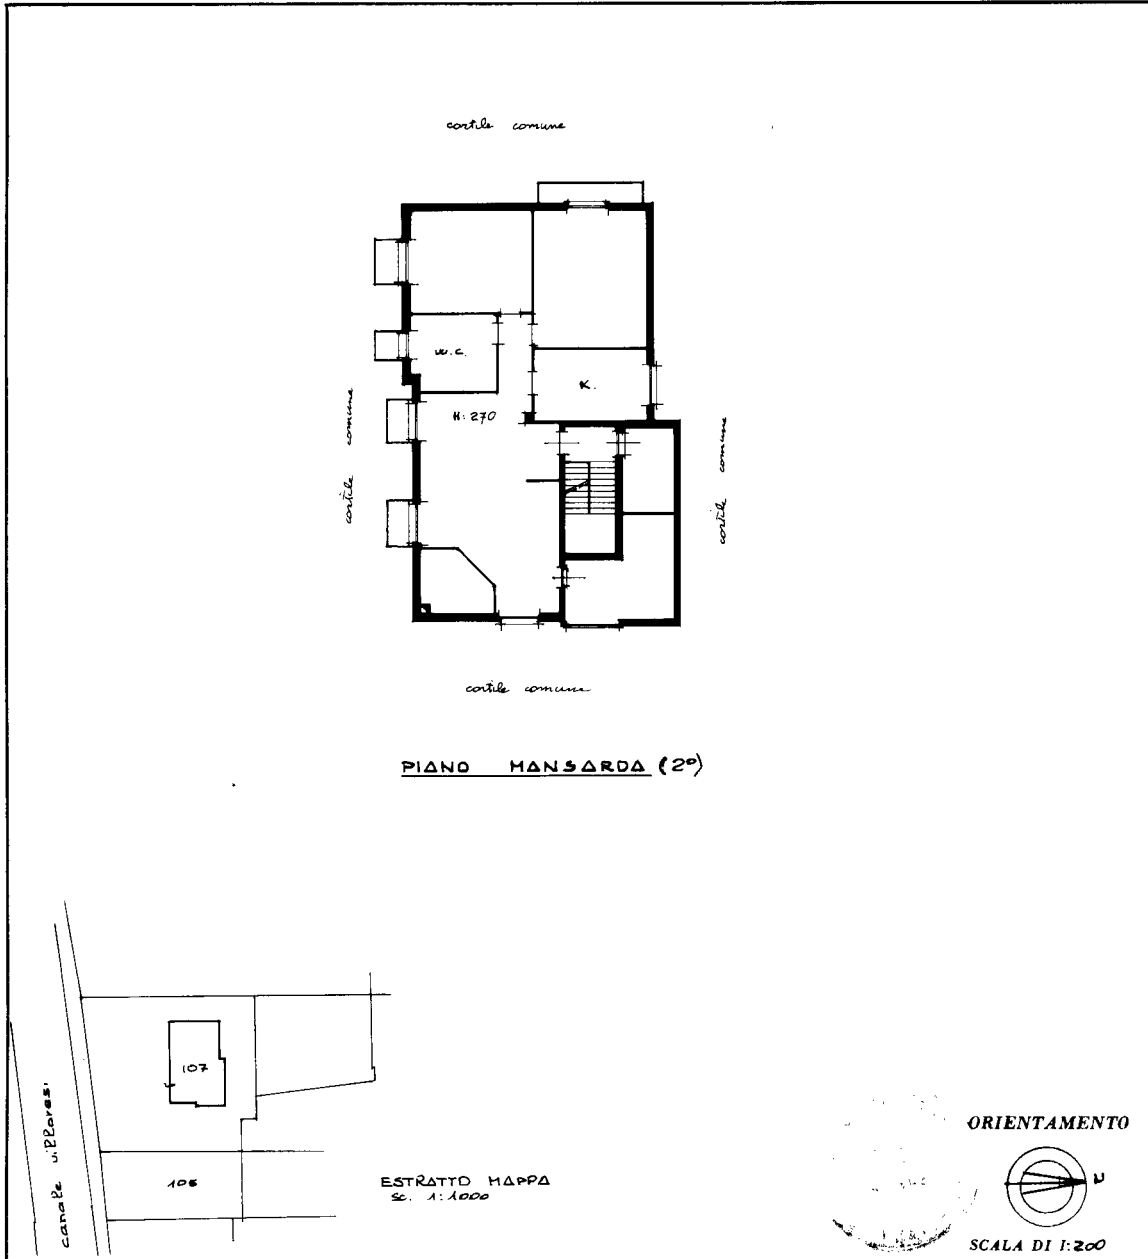 cortile comune
W.C.
K.
H: 270
cortile comune
cortile comune
cortile comune
PIANO MANSARDA (2°)
107
canale villoresi
106
ESTRATTO MAPPA
SC. 1:1000
ORIENTAMENTO
N
SCALA DI 1:200